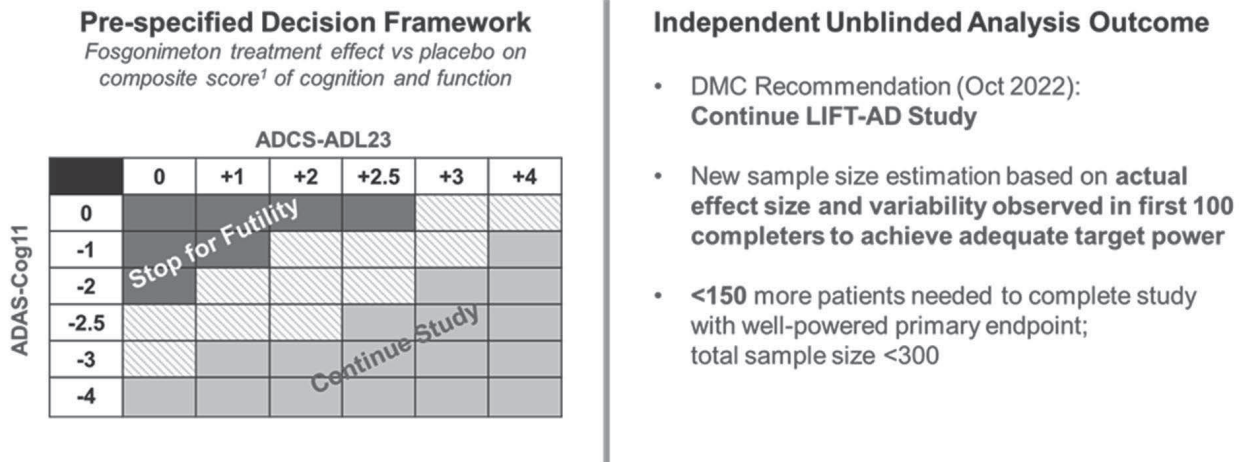 Pre-specified Decision Framework
Fosgonimeton treatment effect vs placebo on
composite score¹ of cognition and function
ADCS-ADL23
0 +1 +2 +2.5 +3 +4
ADAS-Cog11
0
-1
-2
-2.5
-3
-4
Stop for Futility
Continue Study
Independent Unblinded Analysis Outcome
• DMC Recommendation (Oct 2022):
Continue LIFT-AD Study
• New sample size estimation based on actual
effect size and variability observed in first 100
completers to achieve adequate target power
• <150 more patients needed to complete study
with well-powered primary endpoint;
total sample size <300